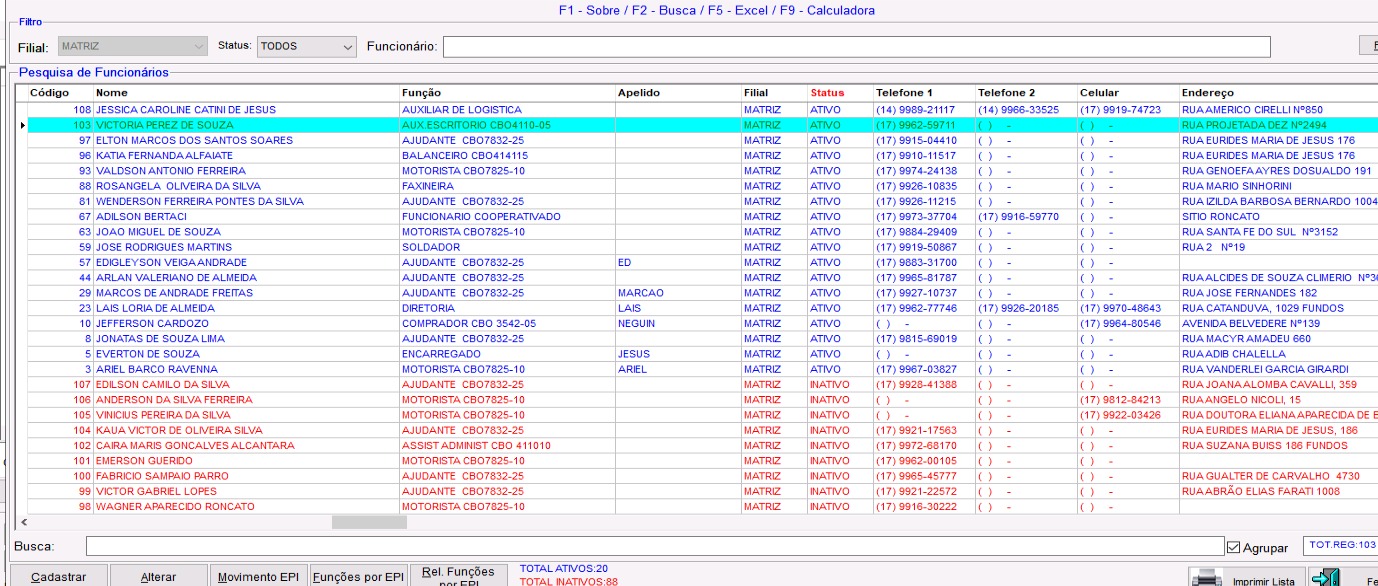 F1 - Sobre / F2 - Busca / F5 - Excel / F9 - Calculadora
Filtro
Filial: MATRIZ Status: TODOS Funcionário:
Pesquisa de Funcionários
Código Nome Função Apelido Filial Status Telefone 1 Telefone 2 Celular Endereço
108 JESSICA CAROLINE CATINI DE JESUS AUXILIAR DE LOGISTICA MATRIZ ATIVO (14) 9989-21117 (14) 9966-33525 (17) 9919-74723 RUA AMERICO CIRELLI Nº850
103 VICTORIA PEREZ DE SOUZA AUX.ESCRITORIO CBO4110-05 MATRIZ ATIVO (17) 9962-59711 ( ) - ( ) - RUA PROJETADA DEZ Nº2494
97 ELTON MARCOS DOS SANTOS SOARES AJUDANTE CBO7832-25 MATRIZ ATIVO (17) 9915-04410 ( ) - ( ) - RUA EURIDES MARIA DE JESUS 176
96 KATIA FERNANDA ALFAIATE BALANCEIRO CBO414115 MATRIZ ATIVO (17) 9910-11517 ( ) - ( ) - RUA EURIDES MARIA DE JESUS 176
93 VALDSON ANTONIO FERREIRA MOTORISTA CBO7825-10 MATRIZ ATIVO (17) 9974-24138 ( ) - ( ) - RUA GENOEFA AYRES DOSUALDO 191
88 ROSANGELA OLIVEIRA DA SILVA FAXINEIRA MATRIZ ATIVO (17) 9926-10835 ( ) - ( ) - RUA MARIO SINHORINI
81 WENDERSON FERREIRA PONTES DA SILVA AJUDANTE CBO7832-25 MATRIZ ATIVO (17) 9926-11215 ( ) - ( ) - RUA IZILDA BARBOSA BERNARDO 1004
67 ADILSON BERTACI FUNCIONARIO COOPERATIVADO MATRIZ ATIVO (17) 9973-37704 (17) 9916-59770 ( ) - SITIO RONCATO
63 JOAO MIGUEL DE SOUZA MOTORISTA CBO7825-10 MATRIZ ATIVO (17) 9884-29409 ( ) - ( ) - RUA SANTA FE DO SUL Nº3152
59 JOSE RODRIGUES MARTINS SOLDADOR MATRIZ ATIVO (17) 9919-50867 ( ) - ( ) - RUA 2 Nº19
57 EDIGLEYSON VEIGA ANDRADE AJUDANTE CBO7832-25 ED MATRIZ ATIVO (17) 9883-31700 ( ) - ( ) -
44 ARLAN VALERIANO DE ALMEIDA AJUDANTE CBO7832-25 MATRIZ ATIVO (17) 9965-81787 ( ) - ( ) - RUA ALCIDES DE SOUZA CLIMERIO Nº3
29 MARCOS DE ANDRADE FREITAS AJUDANTE CBO7832-25 MARCAO MATRIZ ATIVO (17) 9927-10737 ( ) - ( ) - RUA JOSE FERNANDES 182
23 LAIS LORIA DE ALMEIDA DIRETORIA LAIS MATRIZ ATIVO (17) 9962-77746 (17) 9926-20185 (17) 9970-48643 RUA CATANDUVA, 1029 FUNDOS
10 JEFFERSON CARDOZO COMPRADOR CBO 3542-05 NEGUIN MATRIZ ATIVO ( ) - ( ) - (17) 9964-80546 AVENIDA BELVEDERE Nº139
8 JONATAS DE SOUZA LIMA AJUDANTE CBO7832-25 MATRIZ ATIVO (17) 9815-69019 ( ) - ( ) - RUA MACYR AMADEU 660
5 EVERTON DE SOUZA ENCARREGADO JESUS MATRIZ ATIVO ( ) - ( ) - ( ) - RUA ADIB CHALELLA
3 ARIEL BARCO RAVENNA MOTORISTA CBO7825-10 ARIEL MATRIZ ATIVO (17) 9967-03827 ( ) - ( ) - RUA VANDERLEI GARCIA GIRARDI
107 EDILSON CAMILO DA SILVA AJUDANTE CBO7832-25 MATRIZ INATIVO (17) 9928-41388 ( ) - ( ) - RUA JOANA ALOMBA CAVALLI, 359
106 ANDERSON DA SILVA FERREIRA MOTORISTA CBO7825-10 MATRIZ INATIVO ( ) - ( ) - (17) 9812-84213 RUA ANGELO NICOLI, 15
105 VINICIUS PEREIRA DA SILVA MOTORISTA CBO7825-10 MATRIZ INATIVO ( ) - ( ) - (17) 9922-03426 RUA DOUTORA ELIANA APARECIDA DE
104 KAUA VICTOR DE OLIVEIRA SILVA AJUDANTE CBO7832-25 MATRIZ INATIVO (17) 9921-17563 ( ) - ( ) - RUA EURIDES MARIA DE JESUS, 186
102 CAIRA MARIS GONCALVES ALCANTARA ASSIST ADMINIST CBO 411010 MATRIZ INATIVO (17) 9972-68170 ( ) - ( ) - RUA SUZANA BUISS 186 FUNDOS
101 EMERSON GUERIDO MOTORISTA CBO7825-10 MATRIZ INATIVO (17) 9962-00105 ( ) - ( ) -
100 FABRICIO SAMPAIO PARRO AJUDANTE CBO7832-25 MATRIZ INATIVO (17) 9965-45777 ( ) - ( ) - RUA GUALTER DE CARVALHO 4730
99 VICTOR GABRIEL LOPES AJUDANTE CBO7832-25 MATRIZ INATIVO (17) 9921-22572 ( ) - ( ) - RUA ABRÃO ELIAS FARATI 1008
98 WAGNER APARECIDO RONCATO MOTORISTA CBO7825-10 MATRIZ INATIVO (17) 9916-30222 ( ) - ( ) -
Busca: Agrupar TOT.REG:103
Cadastrar Alterar Movimento EPI Funções por EPI Rel. Funções por EPI TOTAL ATIVOS:20 Imprimir Lista Fe
TOTAL INATIVOS:88